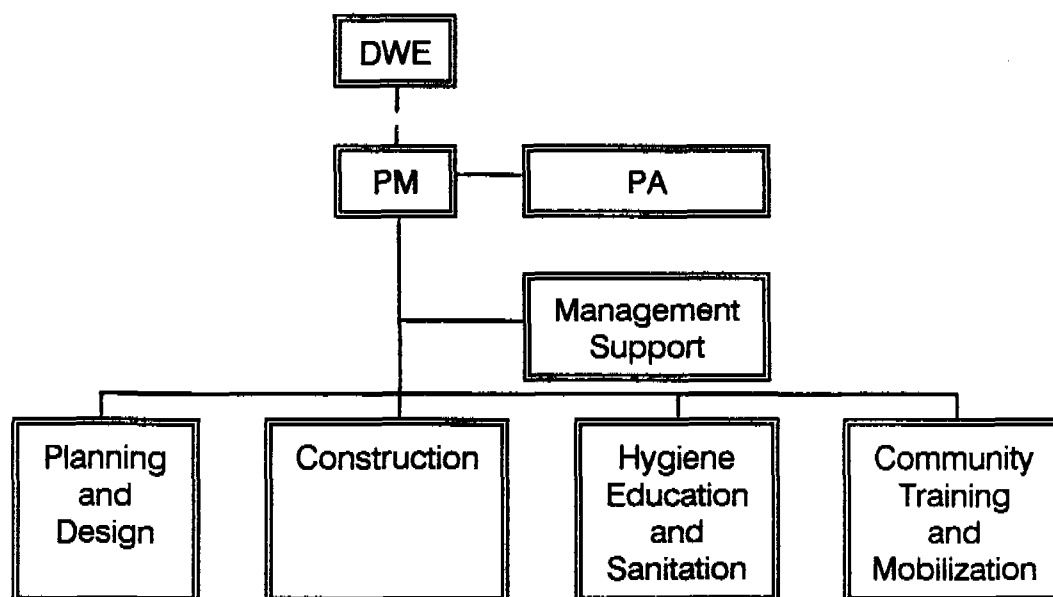 DWE
PM
PA
Management
Support
Planning
and
Design
Construction
Hygiene
Education
and
Sanitation
Community
Training
and
Mobilization